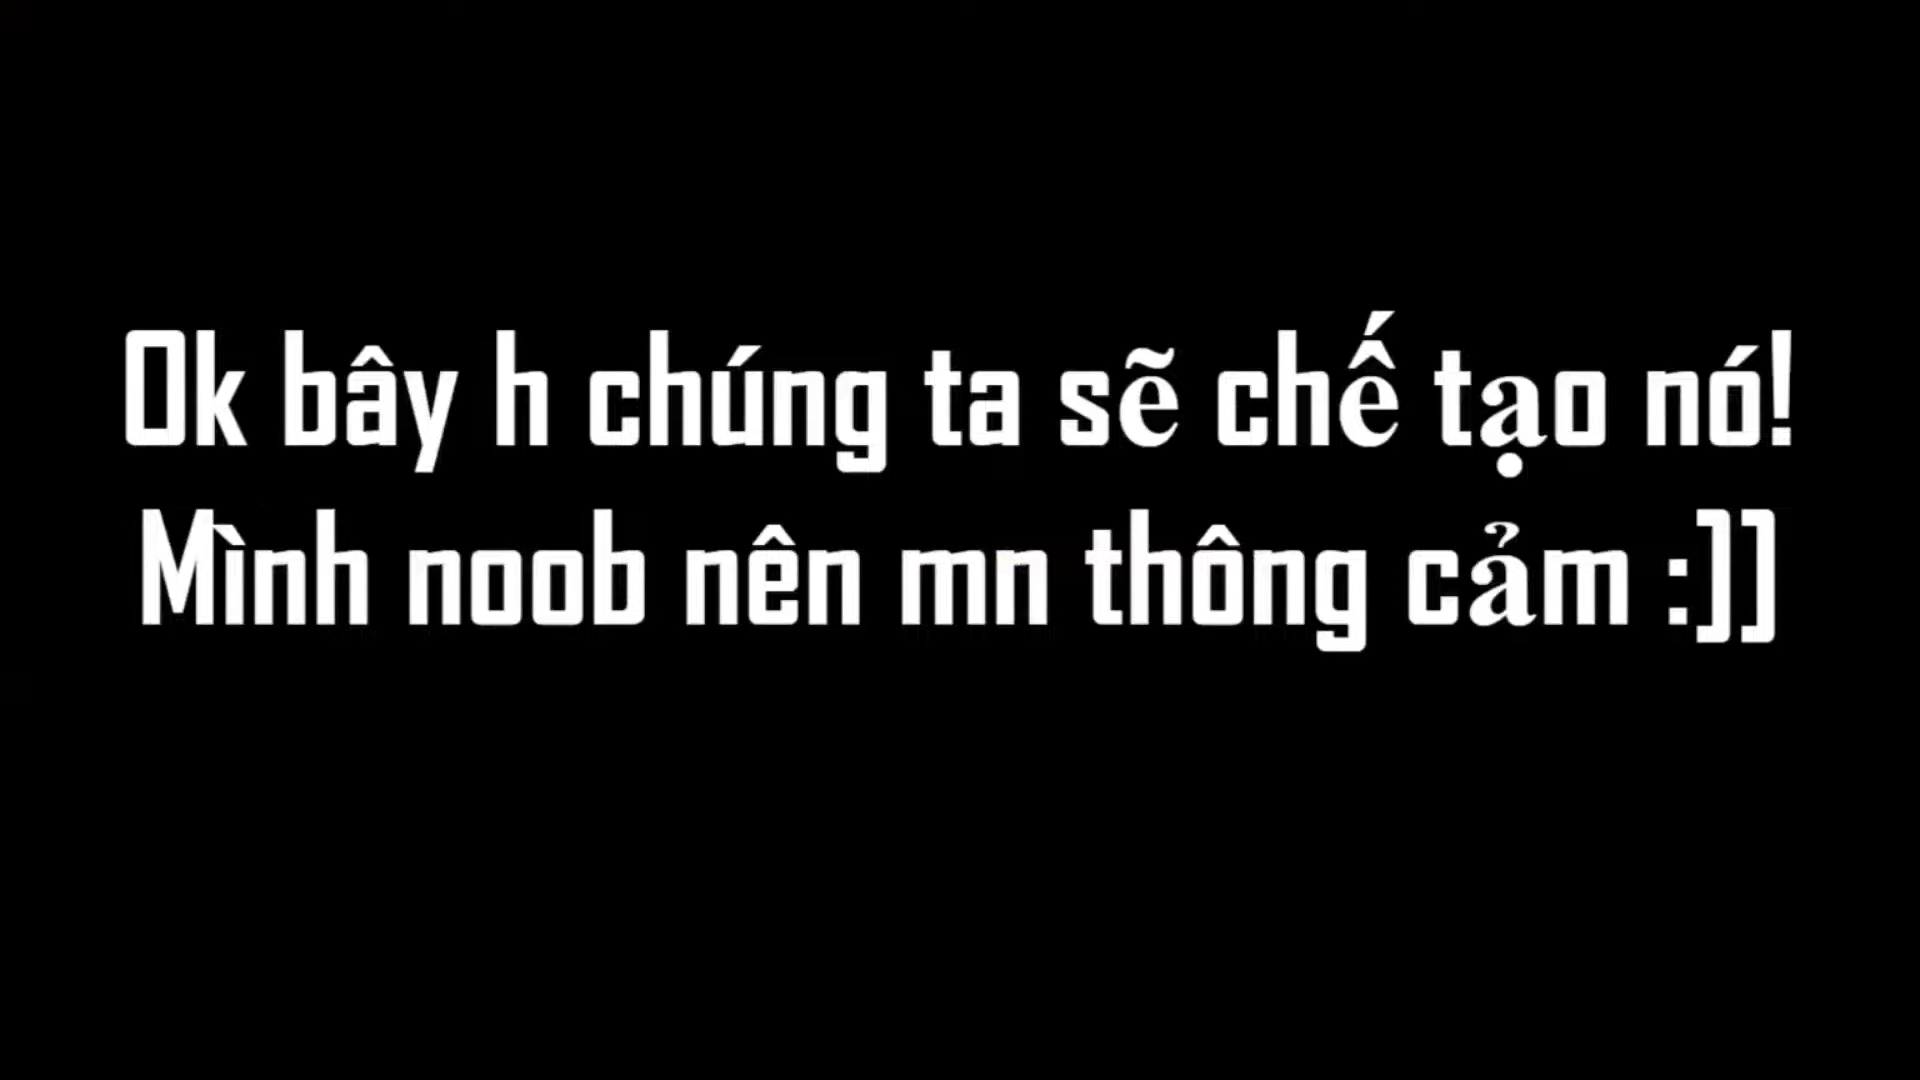 Ok bây h chúng ta sẽ chế tạo nó!
Mình noob nên mn thông cảm :]]